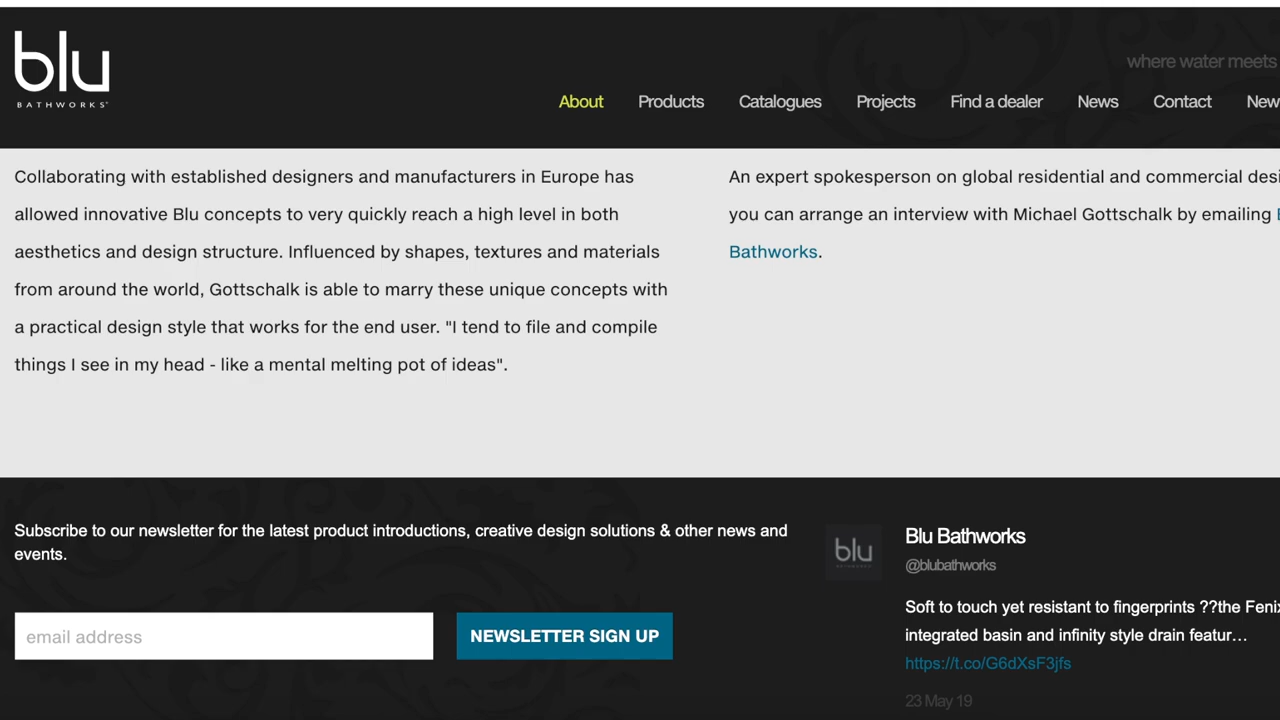 blu
BATHWORKS
where water meets
About Products Catalogues Projects Find a dealer News Contact New
Collaborating with established designers and manufacturers in Europe has
allowed innovative Blu concepts to very quickly reach a high level in both
aesthetics and design structure. Influenced by shapes, textures and materials
from around the world, Gottschalk is able to marry these unique concepts with
a practical design style that works for the end user. "I tend to file and compile
things I see in my head - like a mental melting pot of ideas".
An expert spokesperson on global residential and commercial desi
you can arrange an interview with Michael Gottschalk by emailing
Bathworks.
Subscribe to our newsletter for the latest product introductions, creative design solutions & other news and
events.
email address
NEWSLETTER SIGN UP
blu
BATHWORKS
Blu Bathworks
@blubathworks
Soft to touch yet resistant to fingerprints ??the Fenix
integrated basin and infinity style drain featur…
https://t.co/G6dXsF3jfs
23 May 19